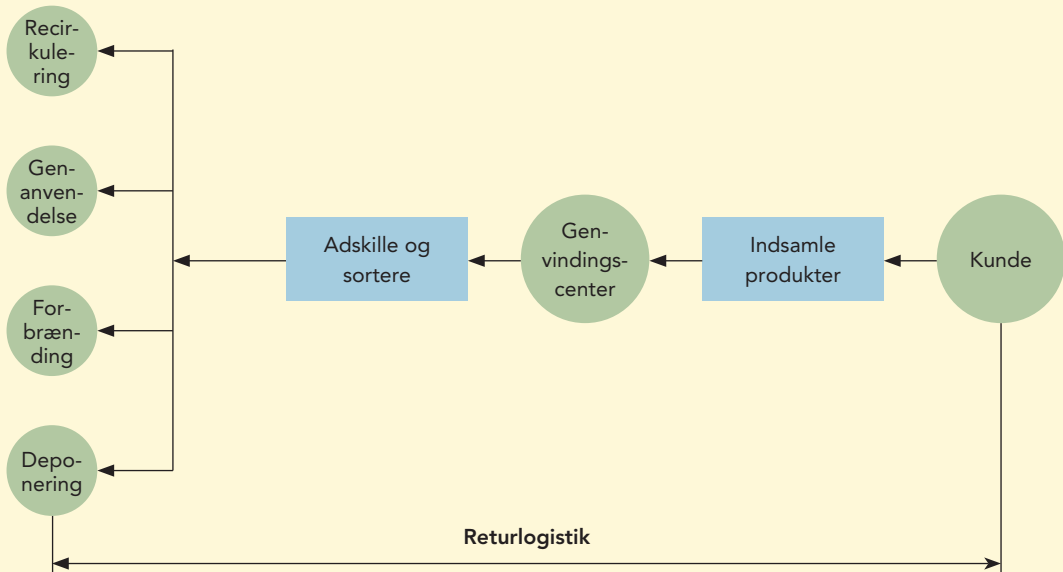 Recir-
kule-
ring
Gen-
anven-
delse
For-
bræn-
ding
Depo-
nering
Adskille og
sortere
Gen-
vindings-
center
Indsamle
produkter
Kunde
Returlogistik